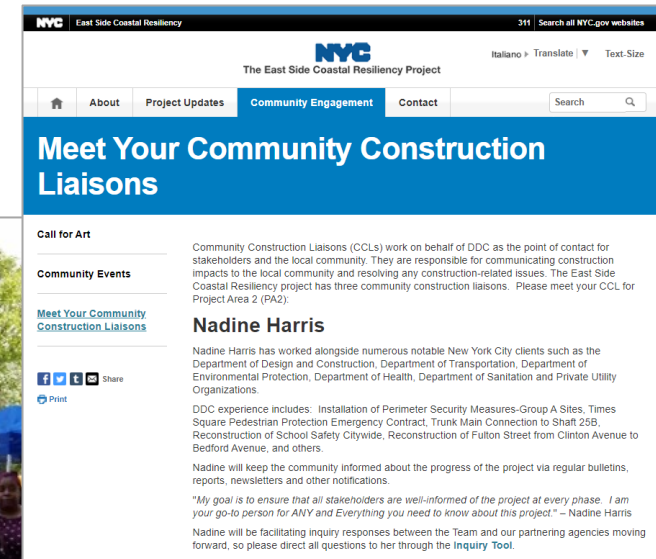 NYC East Side Coastal Resiliency 311 Search all NYC.gov websites
NYC
The East Side Coastal Resiliency Project
Italiano Translate ▼ Text-Size
About Project Updates Community Engagement Contact Search
Meet Your Community Construction
Liaisons
Call for Art
Community Events
Meet Your Community
Construction Liaisons
Share
Print
Community Construction Liaisons (CCLs) work on behalf of DDC as the point of contact for
stakeholders and the local community. They are responsible for communicating construction
impacts to the local community and resolving any construction-related issues. The East Side
Coastal Resiliency project has three community construction liaisons. Please meet your CCL for
Project Area 2 (PA2):
Nadine Harris
Nadine Harris has worked alongside numerous notable New York City clients such as the
Department of Design and Construction, Department of Transportation, Department of
Environmental Protection, Department of Health, Department of Sanitation and Private Utility
Organizations.
DDC experience includes: Installation of Perimeter Security Measures-Group A Sites, Times
Square Pedestrian Protection Emergency Contract, Trunk Main Connection to Shaft 25B,
Reconstruction of School Safety Citywide, Reconstruction of Fulton Street from Clinton Avenue to
Bedford Avenue, and others.
Nadine will keep the community informed about the progress of the project via regular bulletins,
reports, newsletters and other notifications.
"My goal is to ensure that all stakeholders are well-informed of the project at every phase. I am
your go-to person for ANY and Everything you need to know about this project." – Nadine Harris
Nadine will be facilitating inquiry responses between the Team and our partnering agencies moving
forward, so please direct all questions to her through the Inquiry Tool.